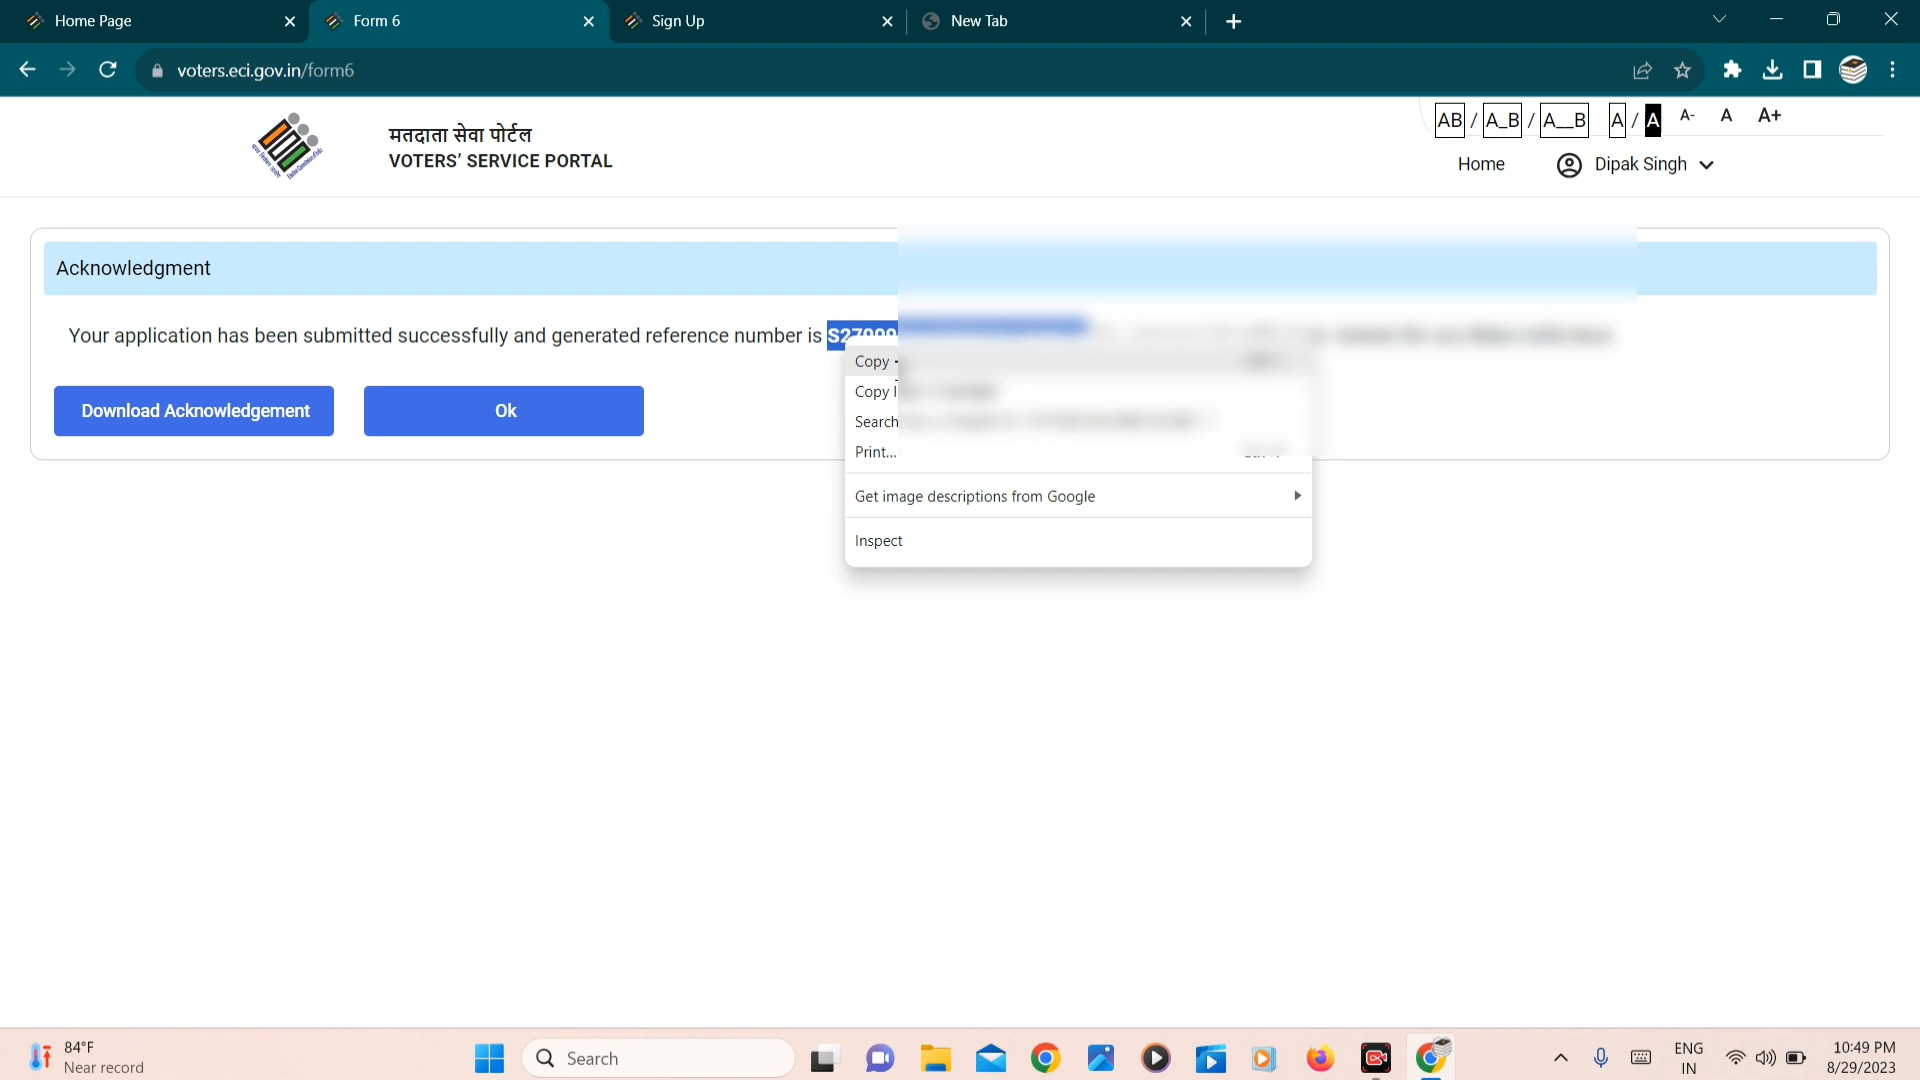 Home Page
Form 6
Sign Up
New Tab
voters.eci.gov.in/form6
AB / A_B / A__B A / A A- A A+
मतदाता सेवा पोर्टल
VOTERS' SERVICE PORTAL
Home
Dipak Singh
Acknowledgment
Your application has been submitted successfully and generated reference number is
Copy
Copy
Search
Print...
Get image descriptions from Google
Inspect
Download Acknowledgement
Ok
84°F
Near record
Search
ENG
IN
10:49 PM
8/29/2023